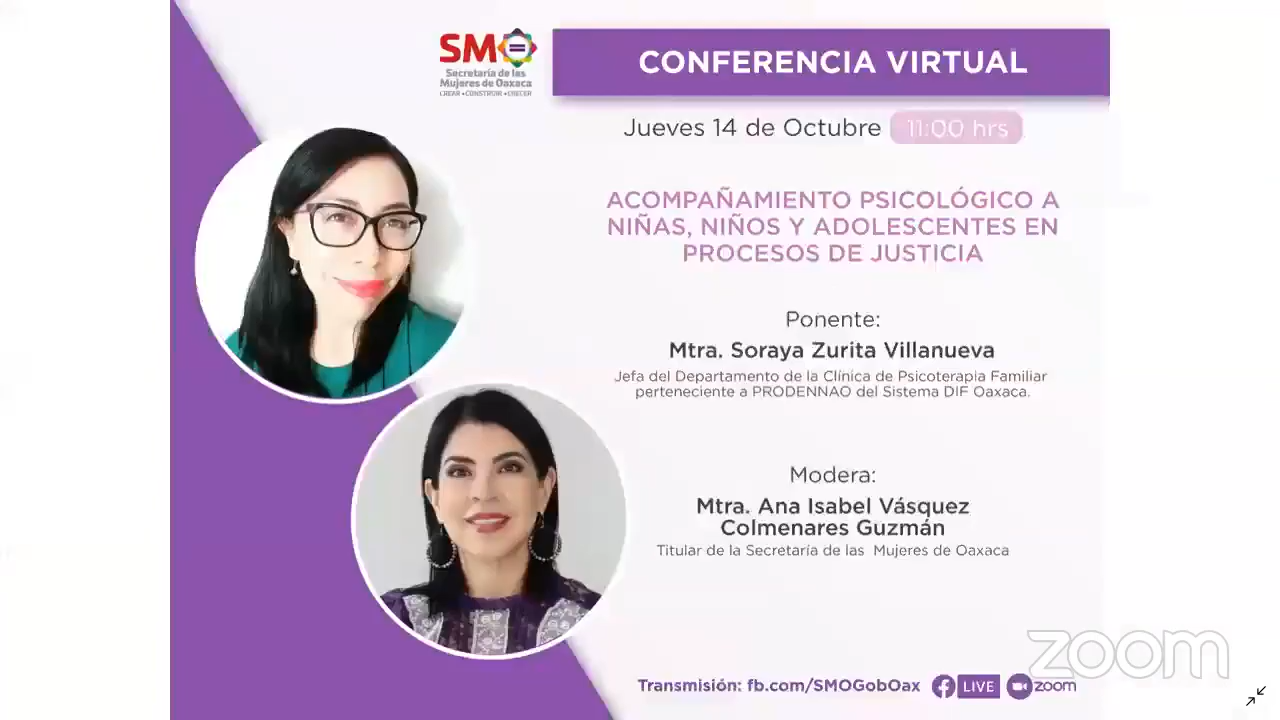 SMO
Secretaría de las
Mujeres de Oaxaca
CREAR • CONSTRUIR • CRECER
CONFERENCIA VIRTUAL
Jueves 14 de Octubre 11:00 hrs
ACOMPAÑAMIENTO PSICOLÓGICO A
NIÑAS, NIÑOS Y ADOLESCENTES EN
PROCESOS DE JUSTICIA
Ponente:
Mtra. Soraya Zurita Villanueva
Jefa del Departamento de la Clínica de Psicoterapia Familiar
perteneciente a PRODENNAO del Sistema DIF Oaxaca.
Modera:
Mtra. Ana Isabel Vásquez
Colmenares Guzmán
Titular de la Secretaría de las Mujeres de Oaxaca
zoom
Transmisión: fb.com/SMOGobOax LIVE zoom